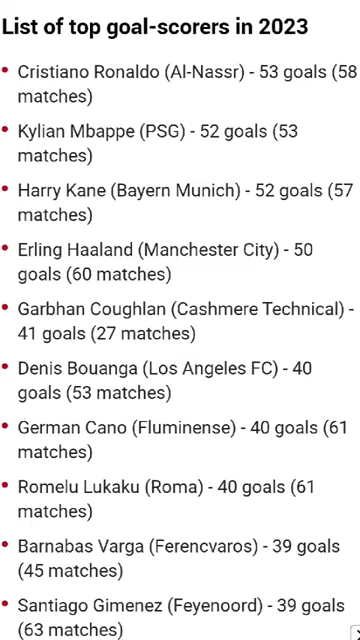 List of top goal-scorers in 2023
Cristiano Ronaldo (Al-Nassr) - 53 goals (58
matches)
Kylian Mbappe (PSG) - 52 goals (53
matches)
Harry Kane (Bayern Munich) - 52 goals (57
matches)
Erling Haaland (Manchester City) - 50
goals (60 matches)
Garbhan Coughlan (Cashmere Technical) -
41 goals (27 matches)
Denis Bouanga (Los Angeles FC) - 40
goals (53 matches)
German Cano (Fluminense) - 40 goals (61
matches)
Romelu Lukaku (Roma) - 40 goals (61
matches)
Barnabas Varga (Ferencvaros) - 39 goals
(45 matches)
Santiago Gimenez (Feyenoord) - 39 goals
(63 matches)